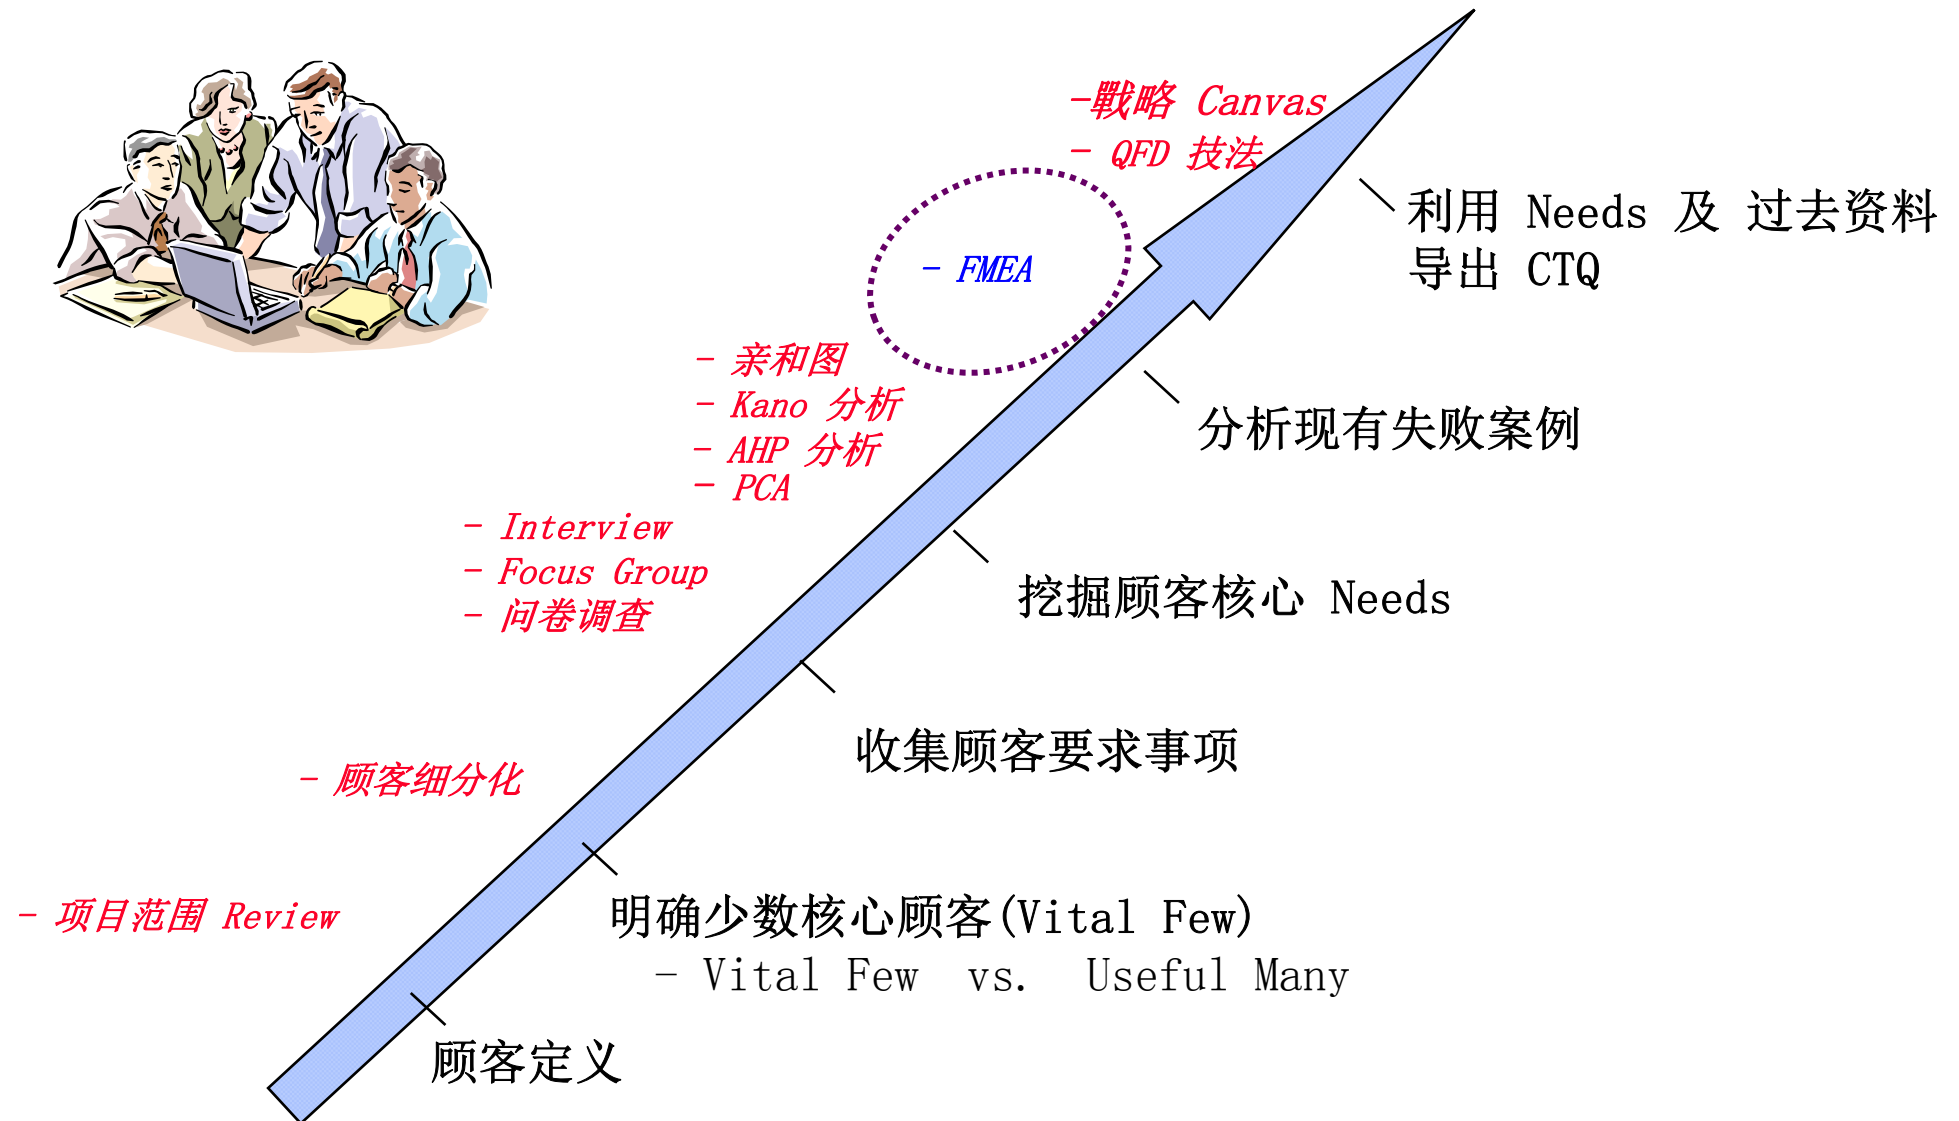 -戰略 Canvas
- QFD 技法
利用 Needs 及 过去资料
导出 CTQ
- FMEA
- 亲和图
- Kano 分析
- AHP 分析
- PCA
分析现有失败案例
- Interview
- Focus Group
- 问卷调查
挖掘顾客核心 Needs
收集顾客要求事项
- 顾客细分化
- 项目范围 Review
明确少数核心顾客(Vital Few)
- Vital Few vs. Useful Many
顾客定义